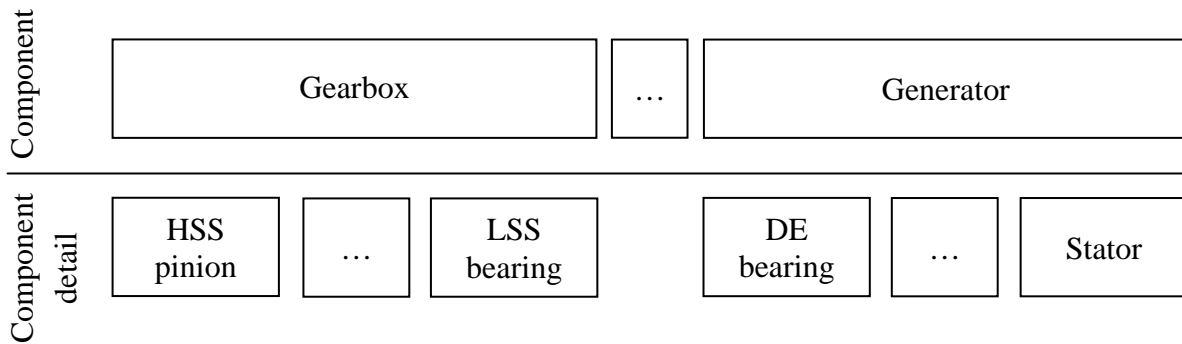 Component
Gearbox
…
Generator
Component
detail
HSS
pinion
…
LSS
bearing
DE
bearing
…
Stator